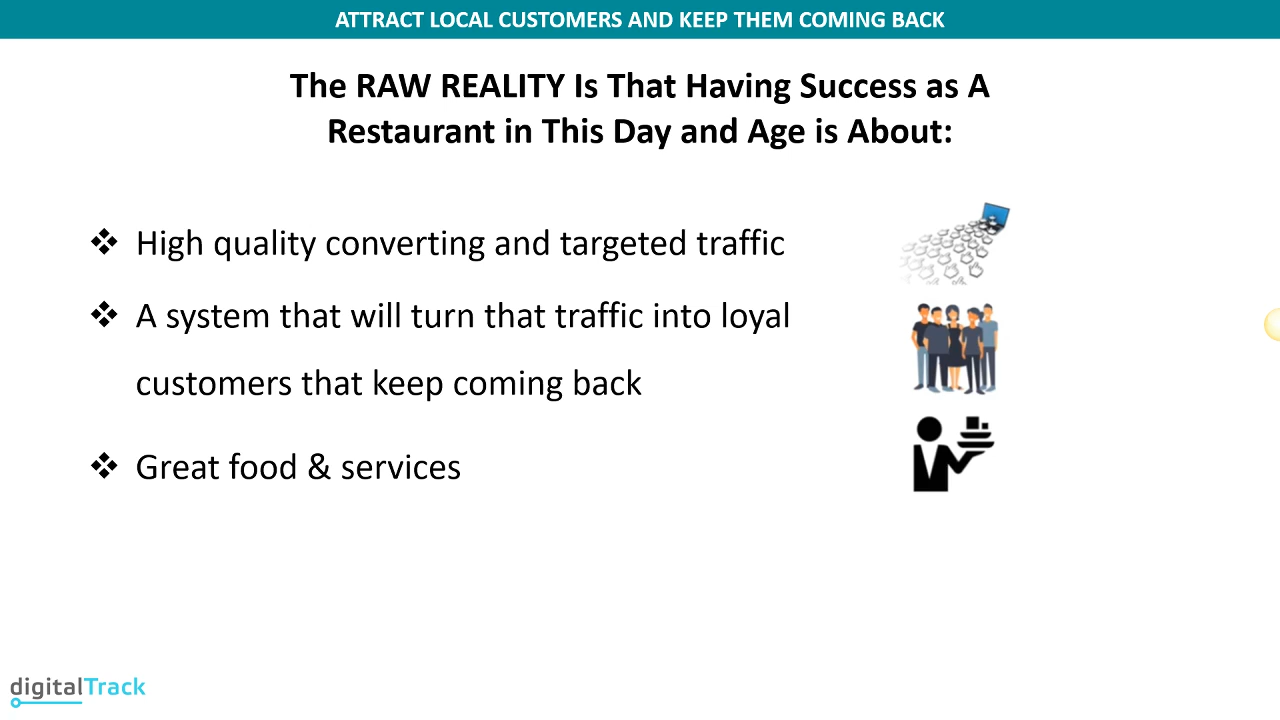 ATTRACT LOCAL CUSTOMERS AND KEEP THEM COMING BACK
The RAW REALITY Is That Having Success as A
Restaurant in This Day and Age is About:
High quality converting and targeted traffic
A system that will turn that traffic into loyal
customers that keep coming back
Great food & services
digitalTrack